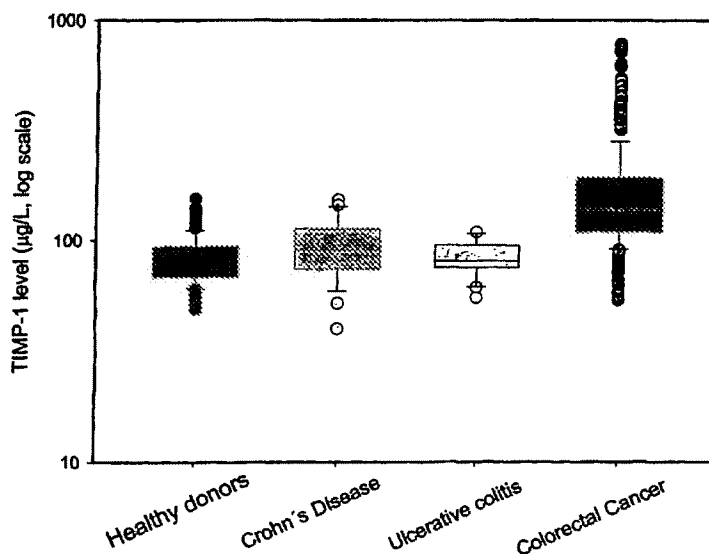 1000
100
10
TIMP-1 level (µg/L, log scale)
Healthy donors
Crohn´s Disease
Ulcerative colitis
Colorectal Cancer